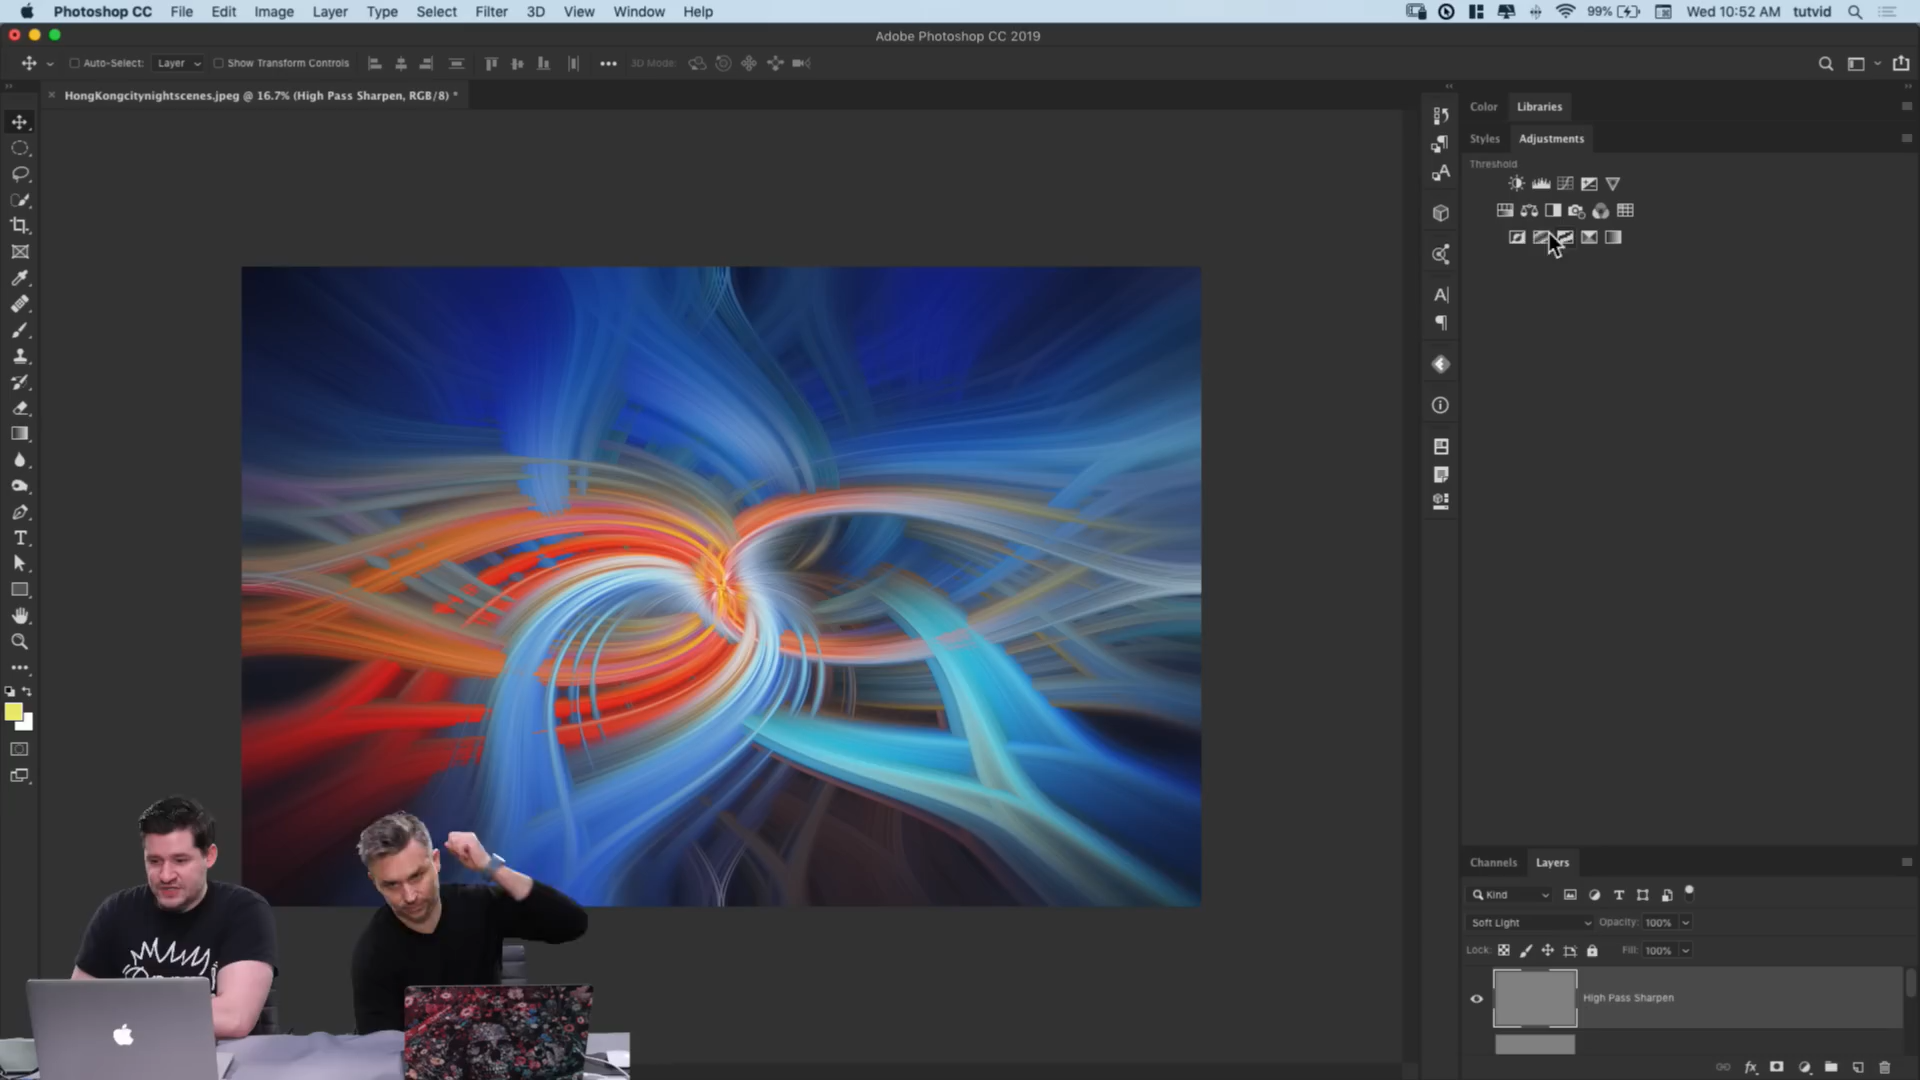 Photoshop CC File Edit Image Layer Type Select Filter 3D View Window Help 99% Wed 10:52 AM tutvid
Adobe Photoshop CC 2019
Auto-Select: Layer Show Transform Controls 3D Mode:
HongKongcitynightscenes.jpeg @ 16.7% (High Pass Sharpen, RGB/8) *
Color Libraries
Styles Adjustments
Threshold
Channels Layers
Kind
Soft Light Opacity: 100%
Lock: Fill: 100%
High Pass Sharpen